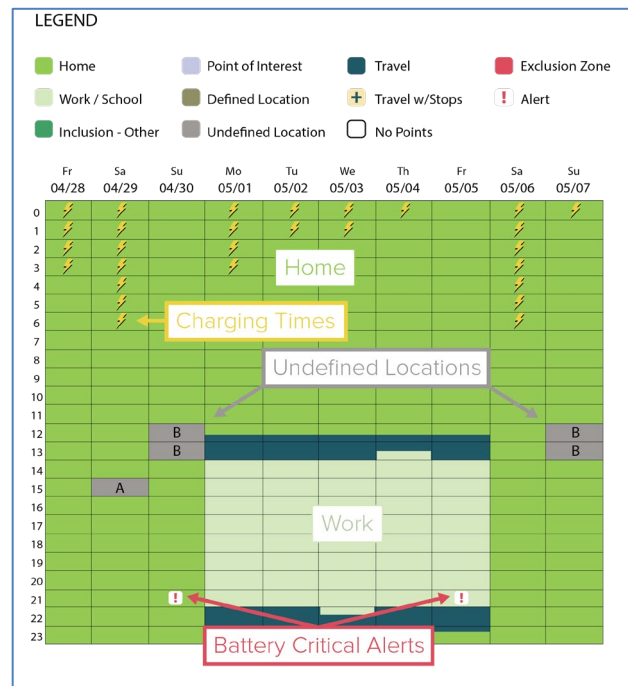 LEGEND
Home Point of Interest Travel Exclusion Zone
Work / School Defined Location Travel w/Stops ! Alert
Inclusion - Other Undefined Location No Points
Fr Sa Su Mo Tu We Th Fr Sa Su
04/28 04/29 04/30 05/01 05/02 05/03 05/04 05/05 05/06 05/07
0
1
2
3 Home
4
5
6 Charging Times
7
8
Undefined Locations
9
10
11
12 B B
13 B B
14
15 A
16
17 Work
18
19
20
21 ! !
22
Battery Critical Alerts
23